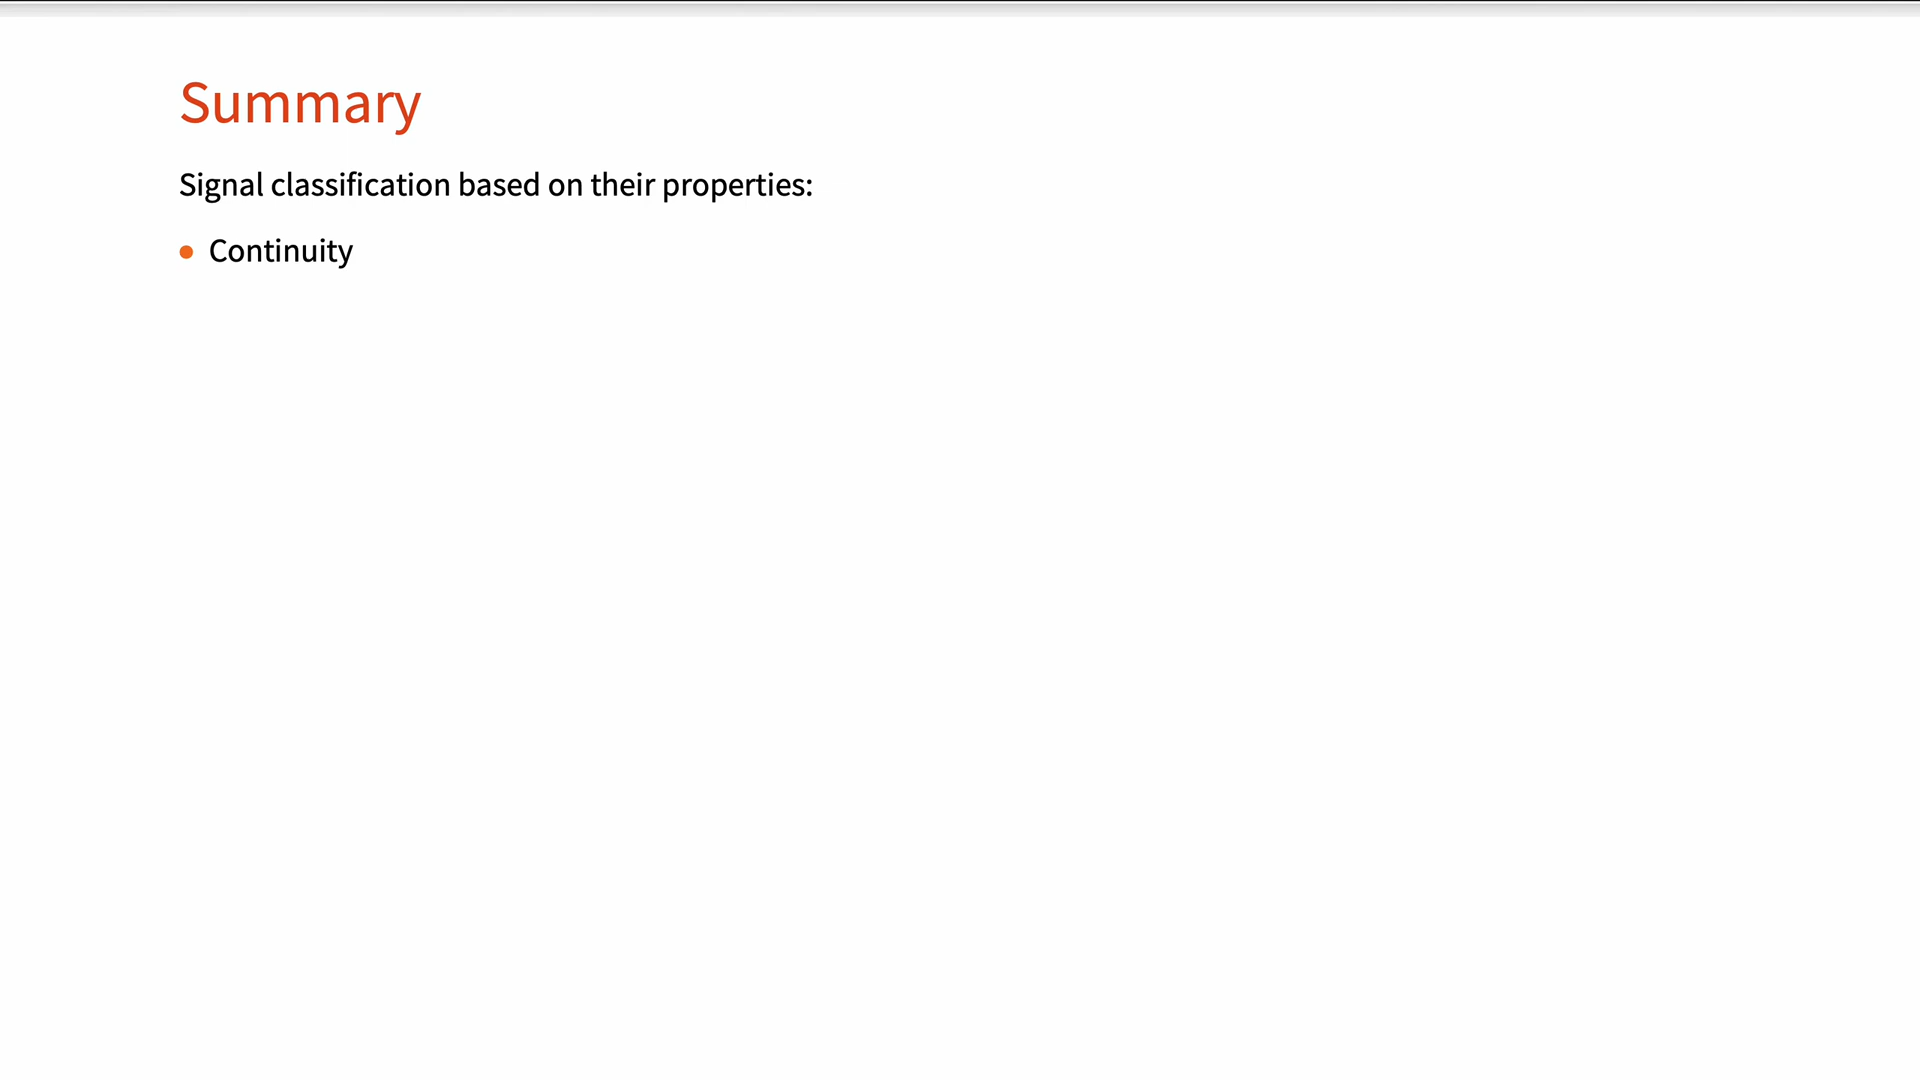 Summary
Signal classification based on their properties:
Continuity